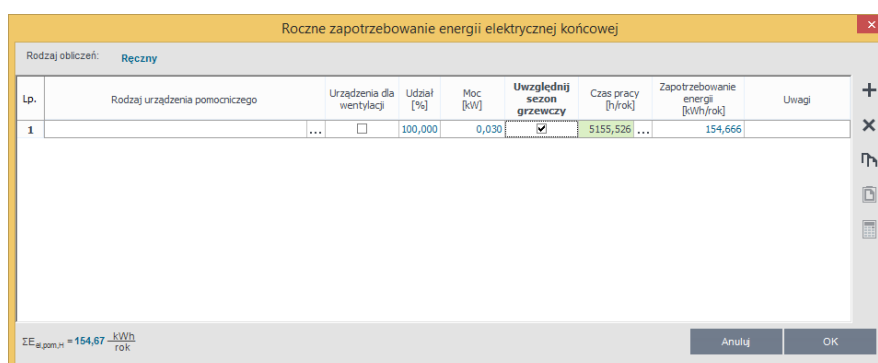 Roczne zapotrzebowanie energii elektrycznej końcowej
Rodzaj obliczeń: Ręczny
Lp. Rodzaj urządzenia pomocniczego Urządzenia dla wentylacji Udział [%] Moc [kW] Uwzględnij sezon grzewczy Czas pracy [h/rok] Zapotrzebowanie energii [kWh/rok] Uwagi
1 ... 100,000 0,030 5155,526 ... 154,666
ΣEel,pom,H = 154,67 kWh/rok
Anuluj OK